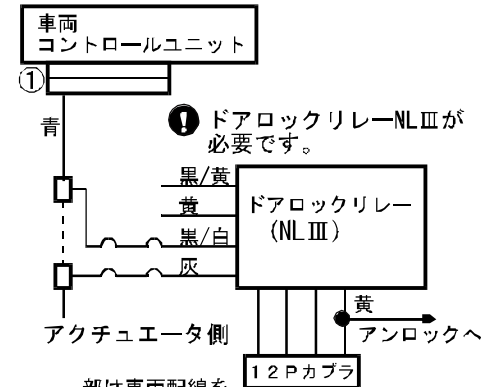 車両
コントロールユニット
①
青
! ドアロックリレーNLⅢが
必要です。
黒/黄
黄
黒/白
灰
ドアロックリレー
(NLⅢ)
黄
アクチュエータ側
アンロックへ
12Pカプラ
部は車両配線を